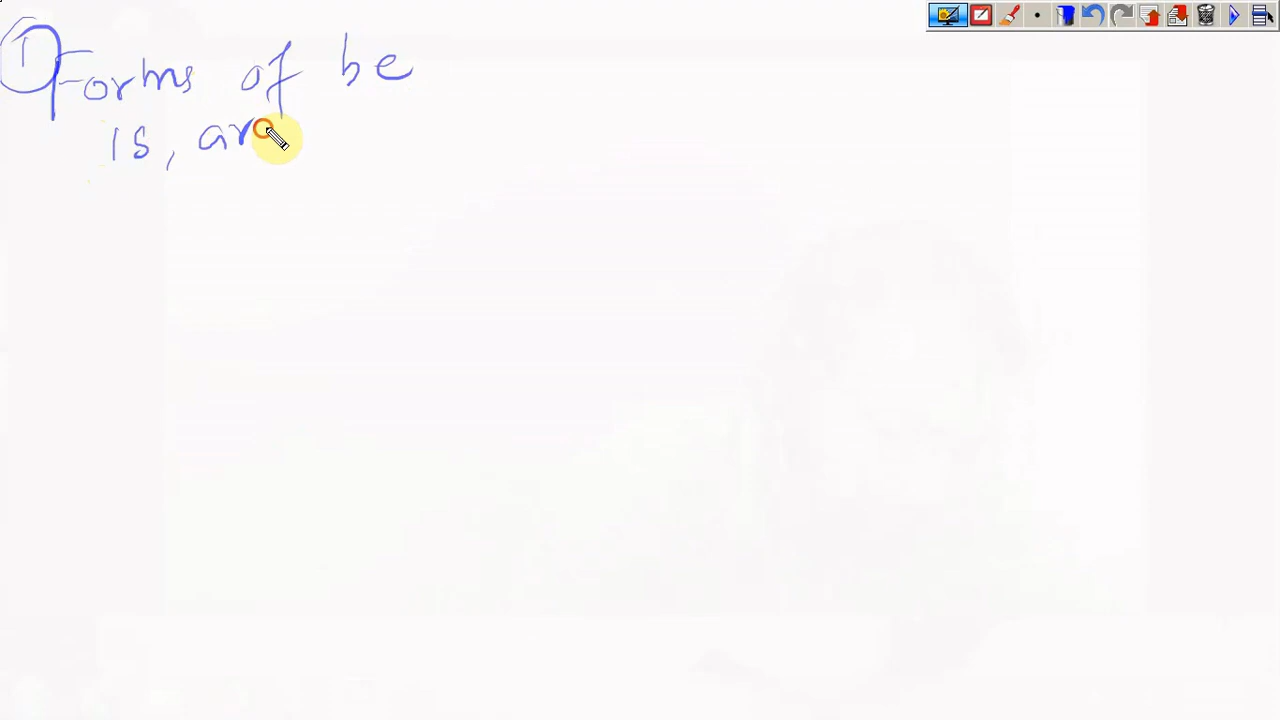 ① Forms of be
is, ar